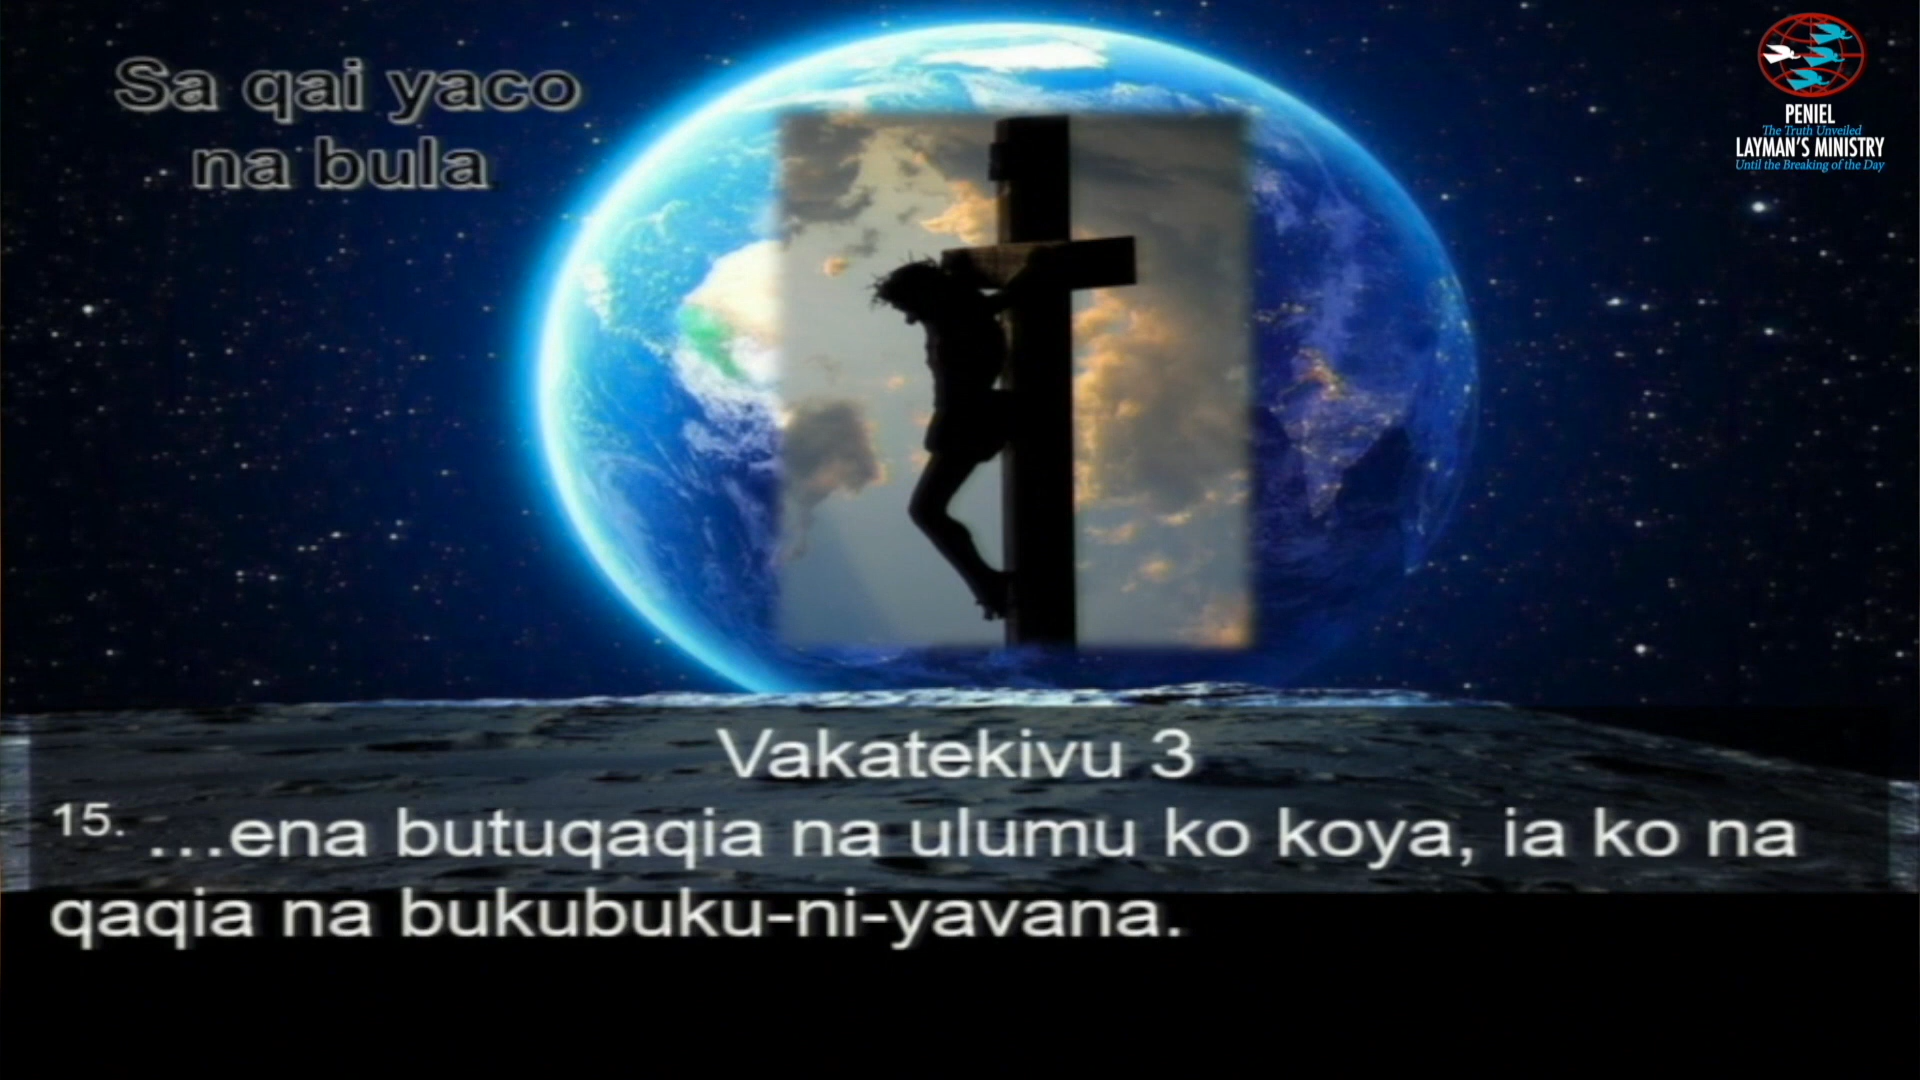 Sa qai yaco
na bula
PENIEL
The Truth Unveiled
LAYMAN'S MINISTRY
Until the Breaking of the Day
Vakatekivu 3
15. ...ena butuqaqia na ulumu ko koya, ia ko na
qaqia na bukubuku-ni-yavana.